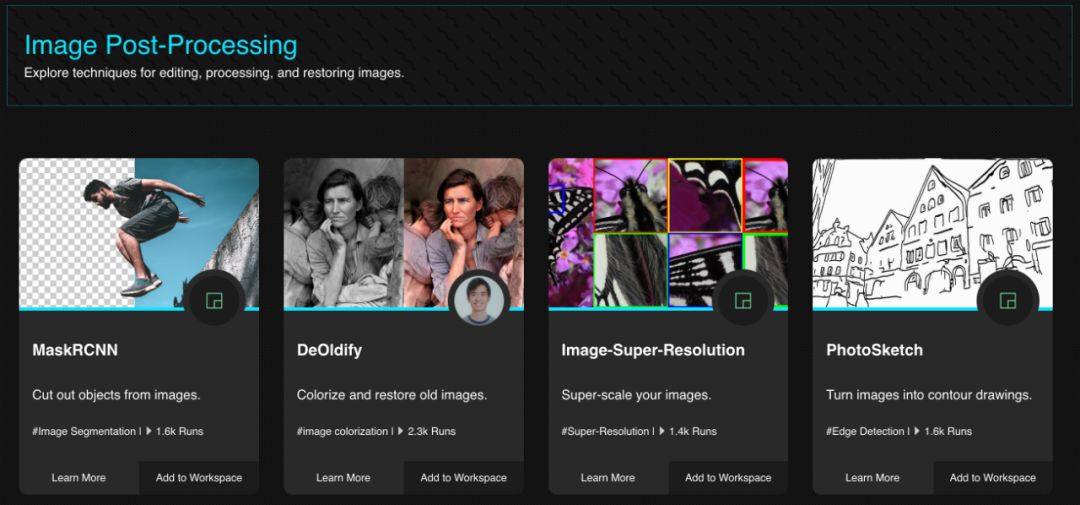 Image Post-Processing
Explore techniques for editing, processing, and restoring images.
MaskRCNN
Cut out objects from images.
#Image Segmentation | 1.6k Runs
Learn More
Add to Workspace
DeOldify
Colorize and restore old images.
#image colorization | 2.3k Runs
Learn More
Add to Workspace
Image-Super-Resolution
Super-scale your images.
#Super-Resolution | 1.4k Runs
Learn More
Add to Workspace
PhotoSketch
Turn images into contour drawings.
#Edge Detection | 1.6k Runs
Learn More
Add to Workspace